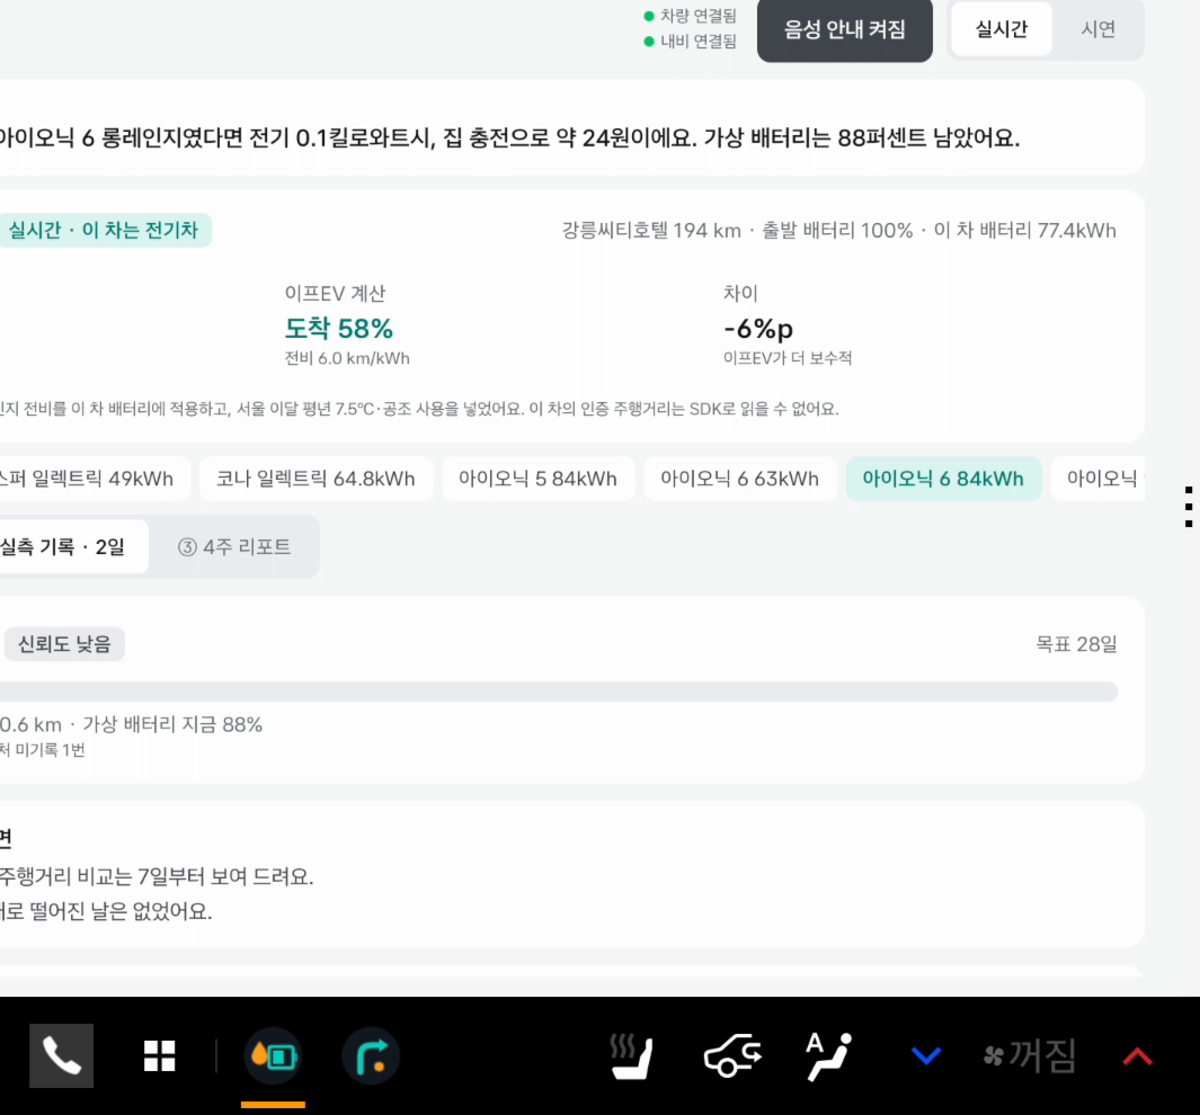 차량 연결됨
내비 연결됨
음성 안내 켜짐
실시간
시연
아이오닉 6 롱레인지였다면 전기 0.1킬로와트시, 집 충전으로 약 24원이에요. 가상 배터리는 88퍼센트 남았어요.
실시간 · 이 차는 전기차
강릉씨티호텔 194 km · 출발 배터리 100% · 이 차 배터리 77.4kWh
이프EV 계산
차이
도착 58%
-6%p
전비 6.0 km/kWh
이프EV가 더 보수적
전비를 이 차 배터리에 적용하고, 서울 이달 평년 7.5℃·공조 사용을 넣었어요. 이 차의 인증 주행거리는 SDK로 읽을 수 없어요.
스퍼 일렉트릭 49kWh
코나 일렉트릭 64.8kWh
아이오닉 5 84kWh
아이오닉 6 63kWh
아이오닉 6 84kWh
아이오닉
실측 기록 · 2일
③ 4주 리포트
신뢰도 낮음
목표 28일
0.6 km · 가상 배터리 지금 88%
처 미기록 1번
면
주행거리 비교는 7일부터 보여 드려요.
떨어진 날은 없었어요.
A
꺼짐